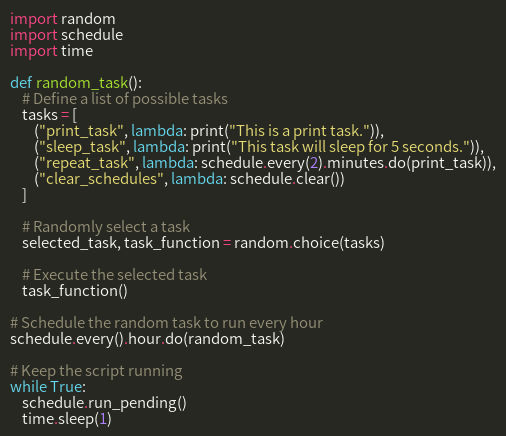 import random
import schedule
import time

def random_task():
    # Define a list of possible tasks
    tasks = [
        ("print_task", lambda: print("This is a print task.")),
        ("sleep_task", lambda: print("This task will sleep for 5 seconds.")),
        ("repeat_task", lambda: schedule.every(2).minutes.do(print_task)),
        ("clear_schedules", lambda: schedule.clear())
    ]

    # Randomly select a task
    selected_task, task_function = random.choice(tasks)

    # Execute the selected task
    task_function()

# Schedule the random task to run every hour
schedule.every().hour.do(random_task)

# Keep the script running
while True:
    schedule.run_pending()
    time.sleep(1)